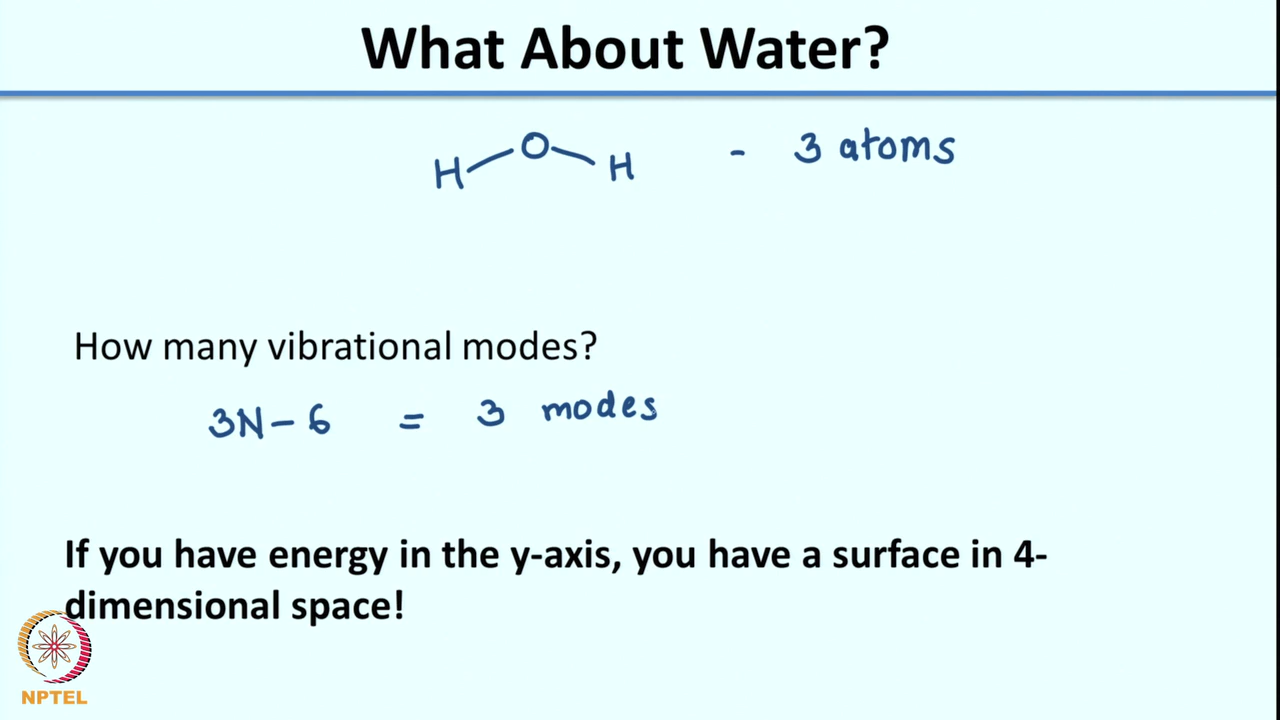 What About Water?
H O H - 3 atoms
How many vibrational modes?
3N - 6 = 3 modes
If you have energy in the y-axis, you have a surface in 4-
dimensional space!
NPTEL